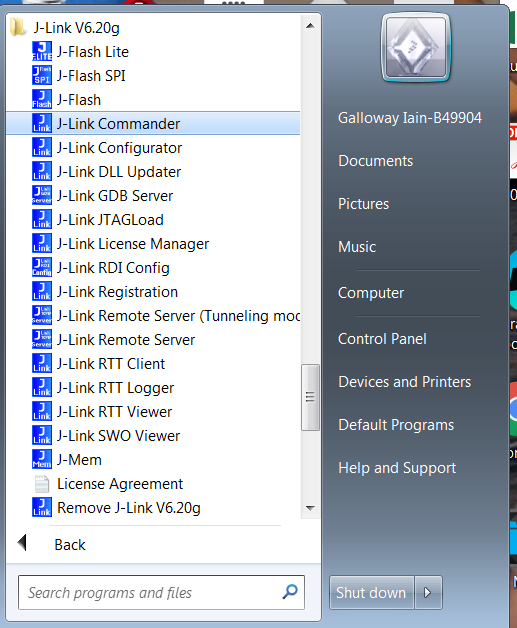 J-Link V6.20g
J-Flash Lite
J-Flash SPI
J-Flash
J-Link Commander
J-Link Configurator
J-Link DLL Updater
J-Link GDB Server
J-Link JTAGLoad
J-Link License Manager
J-Link RDI Config
J-Link Registration
J-Link Remote Server (Tunneling mod
J-Link Remote Server
J-Link RTT Client
J-Link RTT Logger
J-Link RTT Viewer
J-Link SWO Viewer
J-Mem
License Agreement
Remove J-Link V6.20g
Back
Search programs and files
Galloway Iain-B49904
Documents
Pictures
Music
Computer
Control Panel
Devices and Printers
Default Programs
Help and Support
Shut down